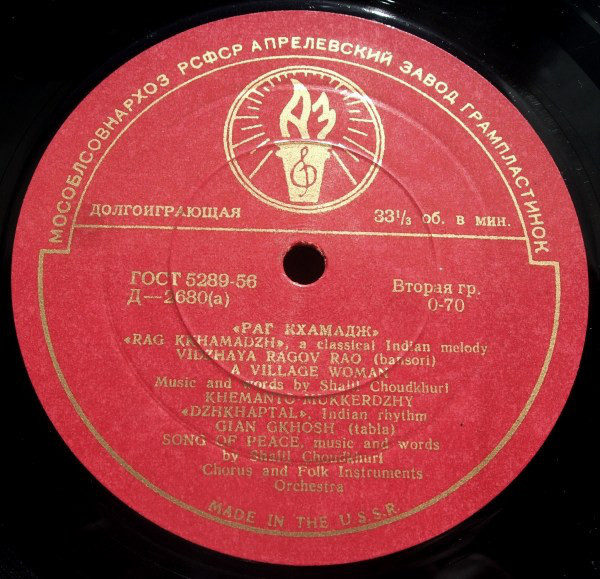 МОСОБЛСОВНАРХОЗ РСФСР АПРЕЛЕВСКИЙ ЗАВОД ГРАМПЛАСТИНОК
АЗ
ДОЛГОИГРАЮЩАЯ
33⅓ об. в мин.
ГОСТ 5289-56
Д—2680(а)
Вторая гр.
0-70
«РАГ КХАМАДЖ»
«RAG KKHAMADZH», a classical Indian melody
VIDZHAYA RAGOV RAO (bansori)
A VILLAGE WOMAN
Music and words by Shalil Choudkhuri
KHEMANTO MUKKERDZHY
«DZHKHAPTAL», Indian rhythm
GIAN GKHOSH (tabla)
SONG OF PEACE, music and words
by Shalil Choudkhuri
Chorus and Folk Instruments
Orchestra
MADE IN THE U.S.S.R